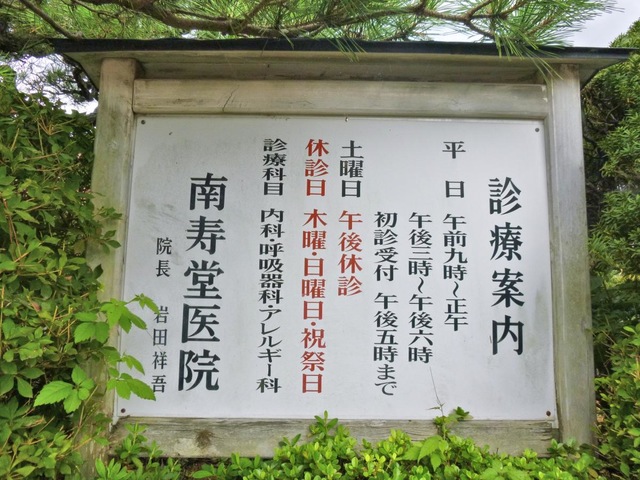 診療案内
平日 午前九時～正午
午後三時～午後六時
初診受付 午後五時まで
土曜日 午後休診
休診日 木曜・日曜日・祝祭日
診療科目 内科・呼吸器科・アレルギー科
南寿堂医院
院長 岩田祥吾